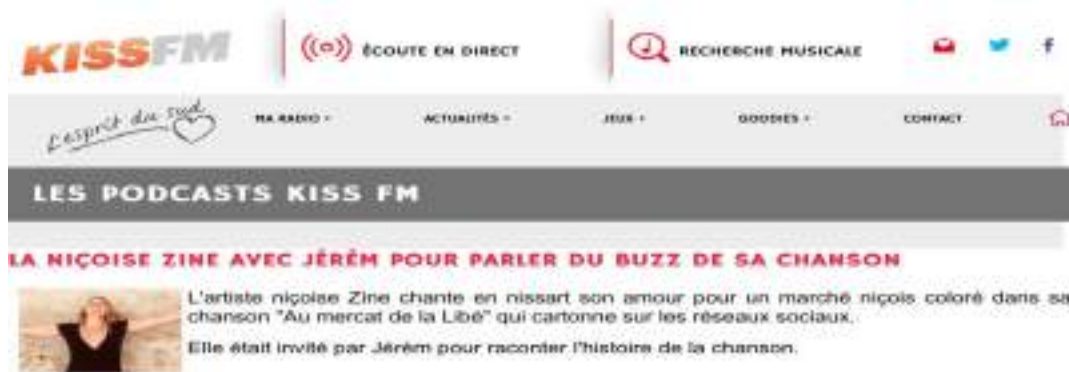 KISSFM
ÉCOUTE EN DIRECT
RECHERCHE MUSICALE
L'esprit du sud
MA RADIO
ACTUALITÉS
JEUX
GOODIES
CONTACT
LES PODCASTS KISS FM
LA NIÇOISE ZINE AVEC JÉRÈM POUR PARLER DU BUZZ DE SA CHANSON
L'artiste niçoise Zine chante en nissart son amour pour un marché niçois coloré dans sa
chanson "Au mercat de la Libé" qui cartonne sur les réseaux sociaux.
Elle était invité par Jérèm pour raconter l'histoire de la chanson.